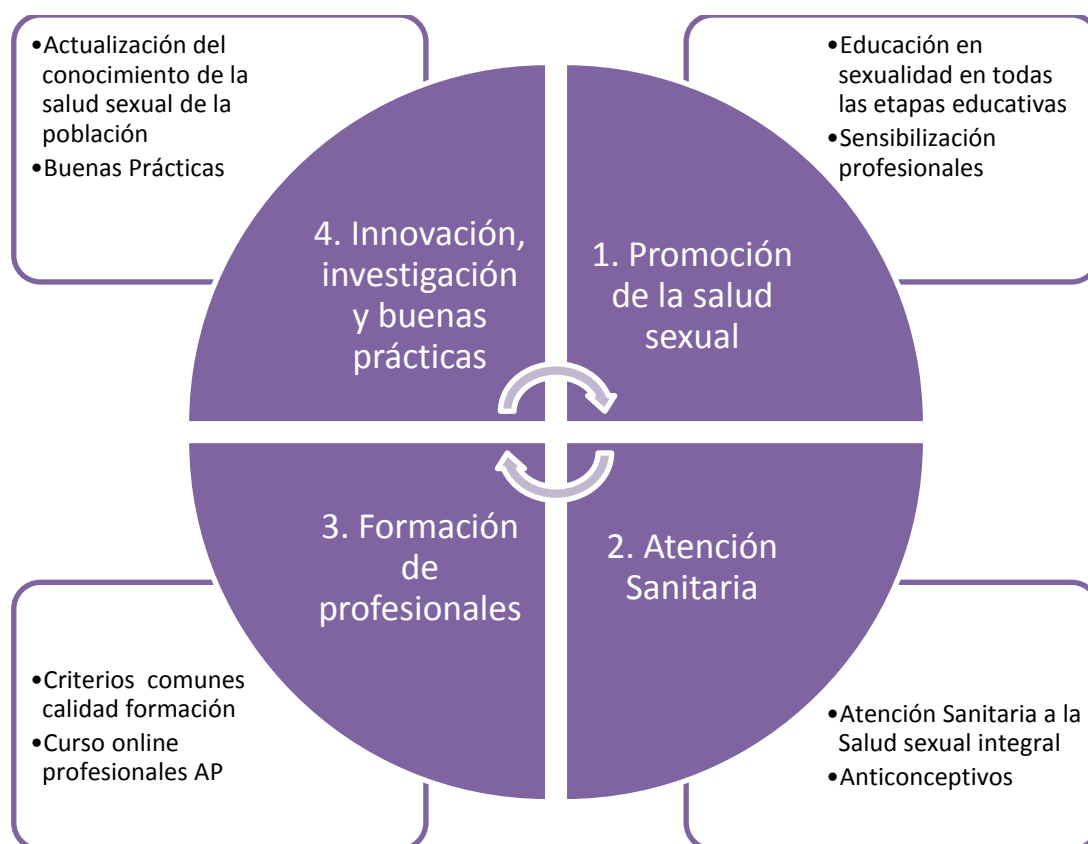 •Actualización del
conocimiento de la
salud sexual de la
población
•Buenas Prácticas
•Educación en
sexualidad en todas
las etapas educativas
•Sensibilización
profesionales
4. Innovación,
investigación
y buenas
prácticas
1. Promoción
de la salud
sexual
3. Formación
de
profesionales
2. Atención
Sanitaria
•Criterios comunes
calidad formación
•Curso online
profesionales AP
•Atención Sanitaria a la
Salud sexual integral
•Anticonceptivos